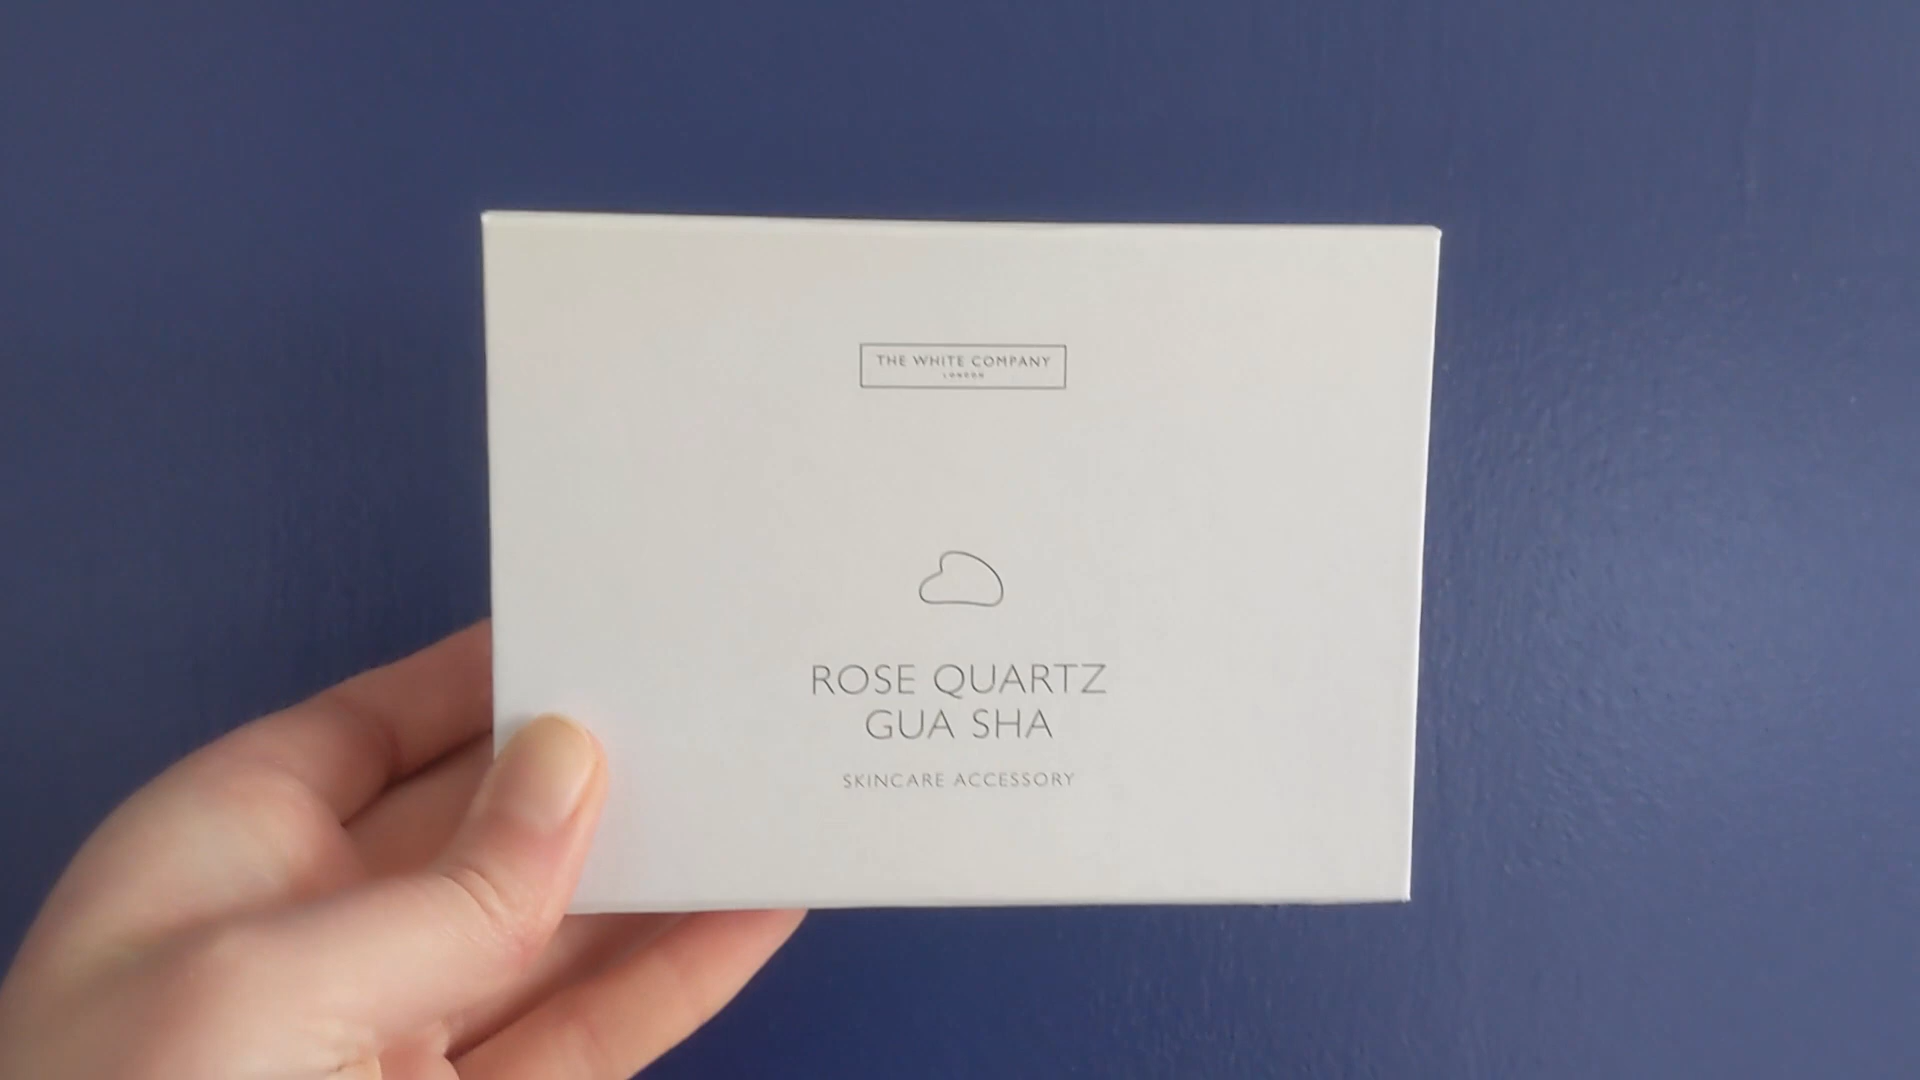 THE WHITE COMPANY
LONDON
ROSE QUARTZ
GUA SHA
SKINCARE ACCESSORY